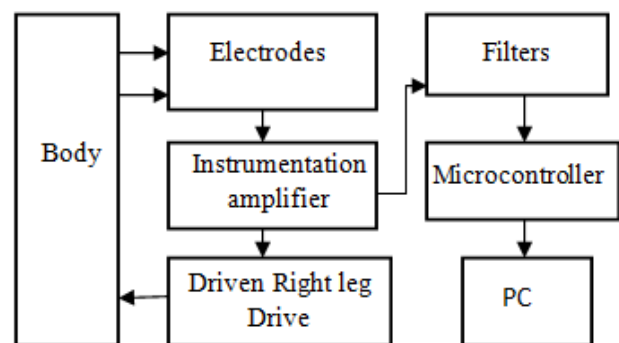 Body
Electrodes
Instrumentation
amplifier
Driven Right leg
Drive
Filters
Microcontroller
PC